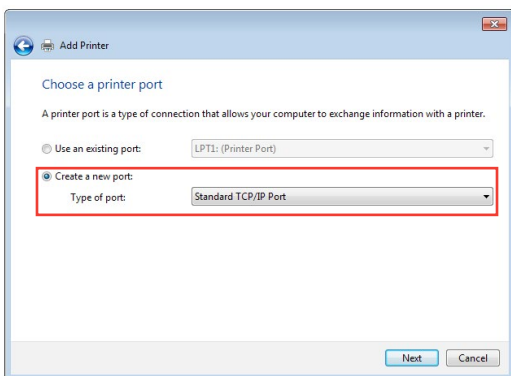 Add Printer
Choose a printer port
A printer port is a type of connection that allows your computer to exchange information with a printer.
Use an existing port: LPT1: (Printer Port)
Create a new port:
Type of port: Standard TCP/IP Port
Next Cancel